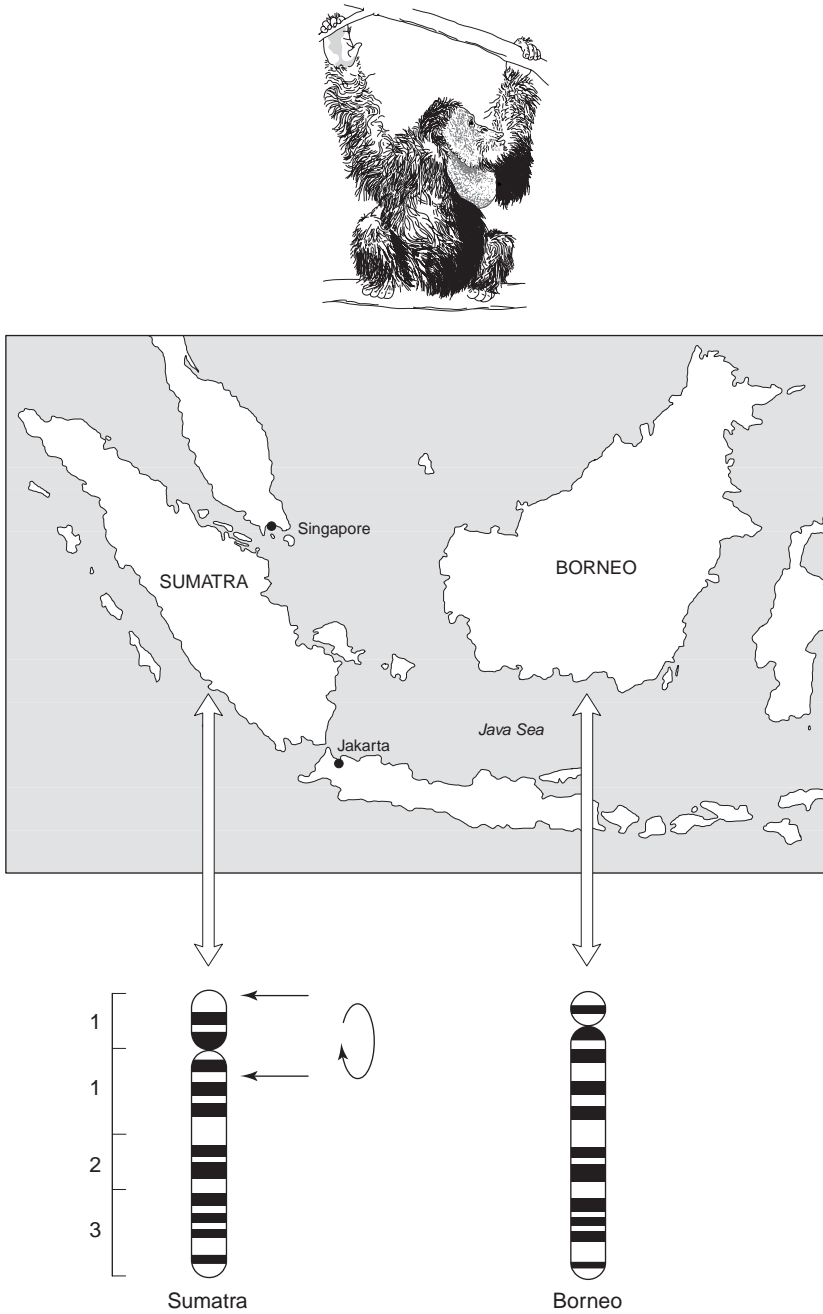 Singapore
SUMATRA
BORNEO
Java Sea
Jakarta
1
1
2
3
Sumatra
Borneo